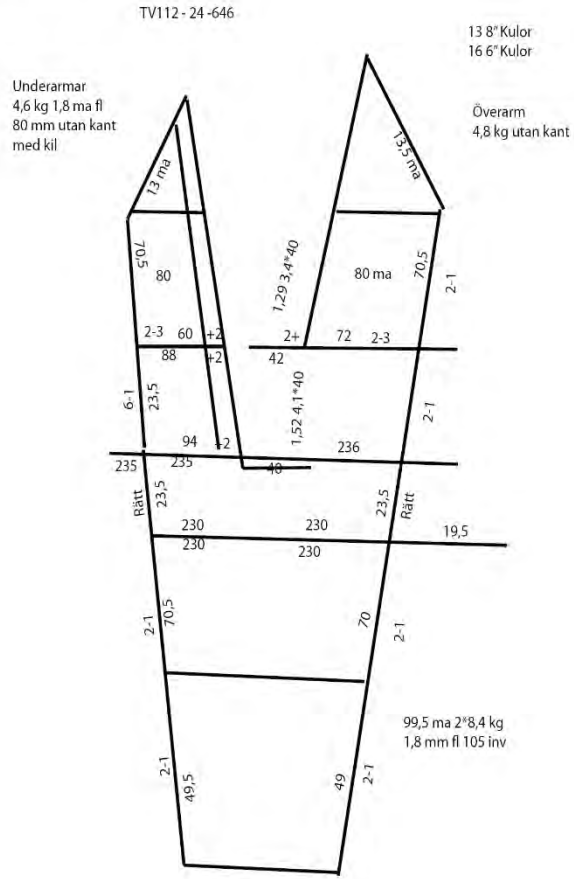 TV112 - 24 -646
13 8" Kulor
16 6" Kulor
Underarmar
4,6 kg 1,8 ma fl
80 mm utan kant
med kil
Överarm
4,8 kg utan kant
13 ma
13,5 ma
70,5
80
1,29 3,4*40
80 ma
70,5
2-1
2-3 60 +2
2+ 72 2-3
88 +2
42
6-1
23,5
1,52 4,1*40
2-1
94 +2
236
235
235
40
Rätt
23,5
23,5
Rätt
230 230
19,5
230 230
2-1
70,5
70
2-1
99,5 ma 2*8,4 kg
1,8 mm fl 105 inv
2-1
49,5
49
2-1